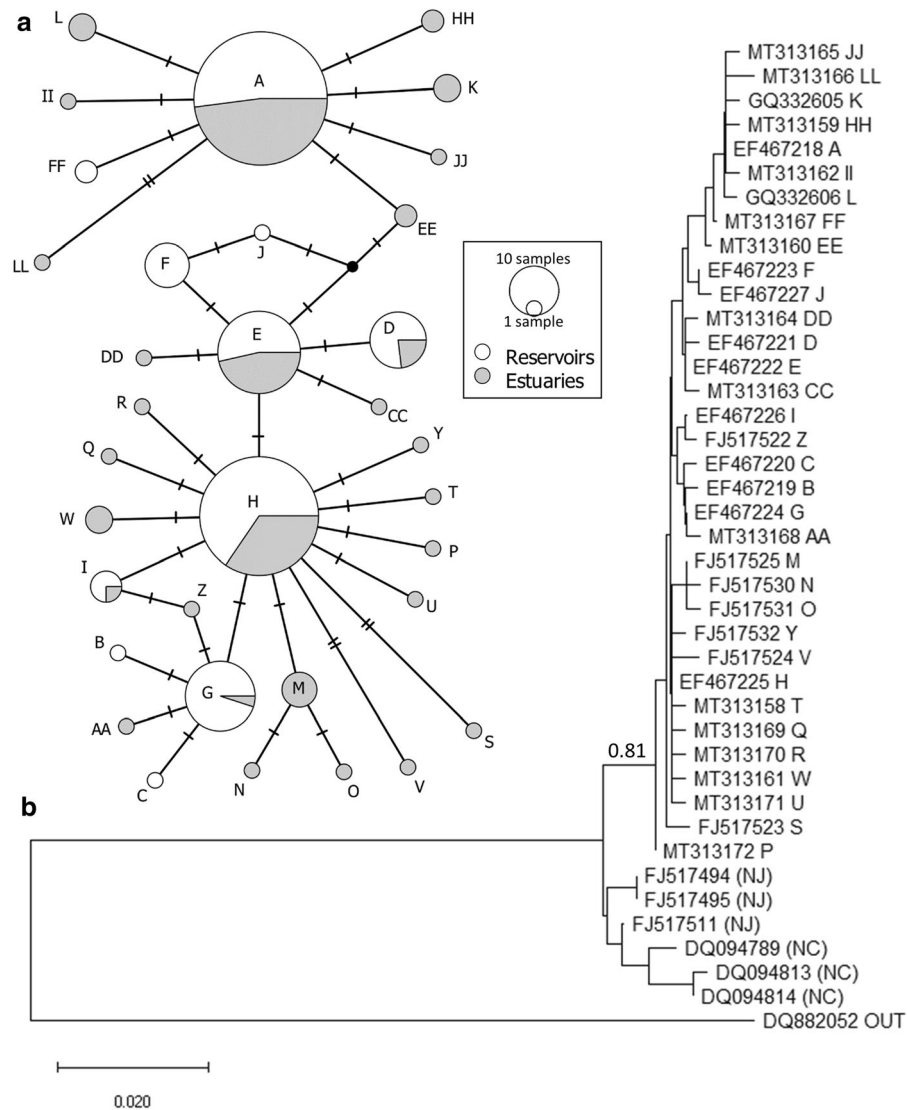 a
L
HH
A
II
K
FF
JJ
EE
LL
J
F
10 samples
1 sample
Reservoirs
Estuaries
E
D
DD
CC
R
Y
Q
T
H
W
P
I
Z
U
B
G
M
AA
S
C
N
O
V
b
MT313165 JJ
MT313166 LL
GQ332605 K
MT313159 HH
EF467218 A
MT313162 II
GQ332606 L
MT313167 FF
MT313160 EE
EF467223 F
EF467227 J
MT313164 DD
EF467221 D
EF467222 E
MT313163 CC
EF467226 I
FJ517522 Z
EF467220 C
EF467219 B
EF467224 G
MT313168 AA
FJ517525 M
FJ517530 N
FJ517531 O
FJ517532 Y
FJ517524 V
EF467225 H
MT313158 T
MT313169 Q
MT313170 R
MT313161 W
MT313171 U
FJ517523 S
MT313172 P
0.81
FJ517494 (NJ)
FJ517495 (NJ)
FJ517511 (NJ)
DQ094789 (NC)
DQ094813 (NC)
DQ094814 (NC)
DQ882052 OUT
0.020